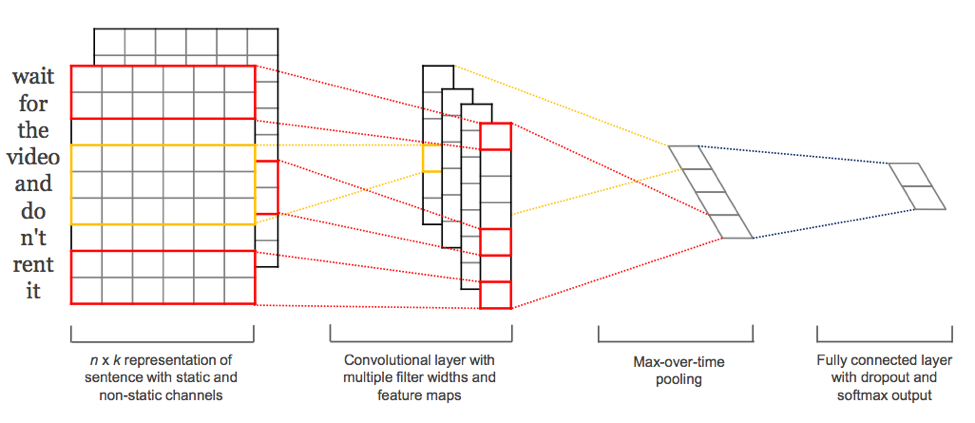 wait
for
the
video
and
do
n't
rent
it
n x k representation of
sentence with static and
non-static channels
Convolutional layer with
multiple filter widths and
feature maps
Max-over-time
pooling
Fully connected layer
with dropout and
softmax output